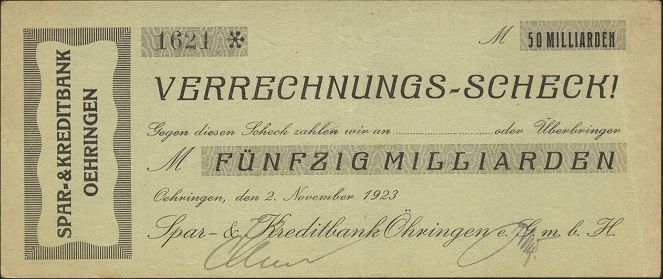 SPAR- & KREDITBANK
OEHRINGEN
1621 *
M 50 MILLIARDEN
VERRECHNUNGS-SCHECK!
Gegen diesen Scheck zahlen wir an ........................ oder Überbringer
M FÜNFZIG MILLIARDEN
Oehringen, den 2. November 1923
Spar- & Kreditbank Öhringen e. G. m. b. H.